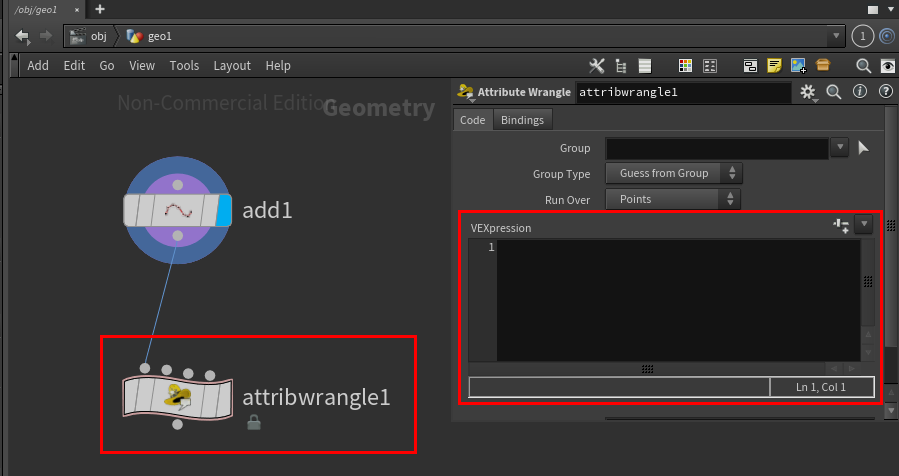 /obj/geo1 × +
obj geo1 1
Add Edit Go View Tools Layout Help
Non-Commercial Edition
Geometry
Attribute Wrangle attribwrangle1
Code Bindings
Group
Group Type Guess from Group
Run Over Points
VEXpression
1
Ln 1, Col 1
add1
attribwrangle1